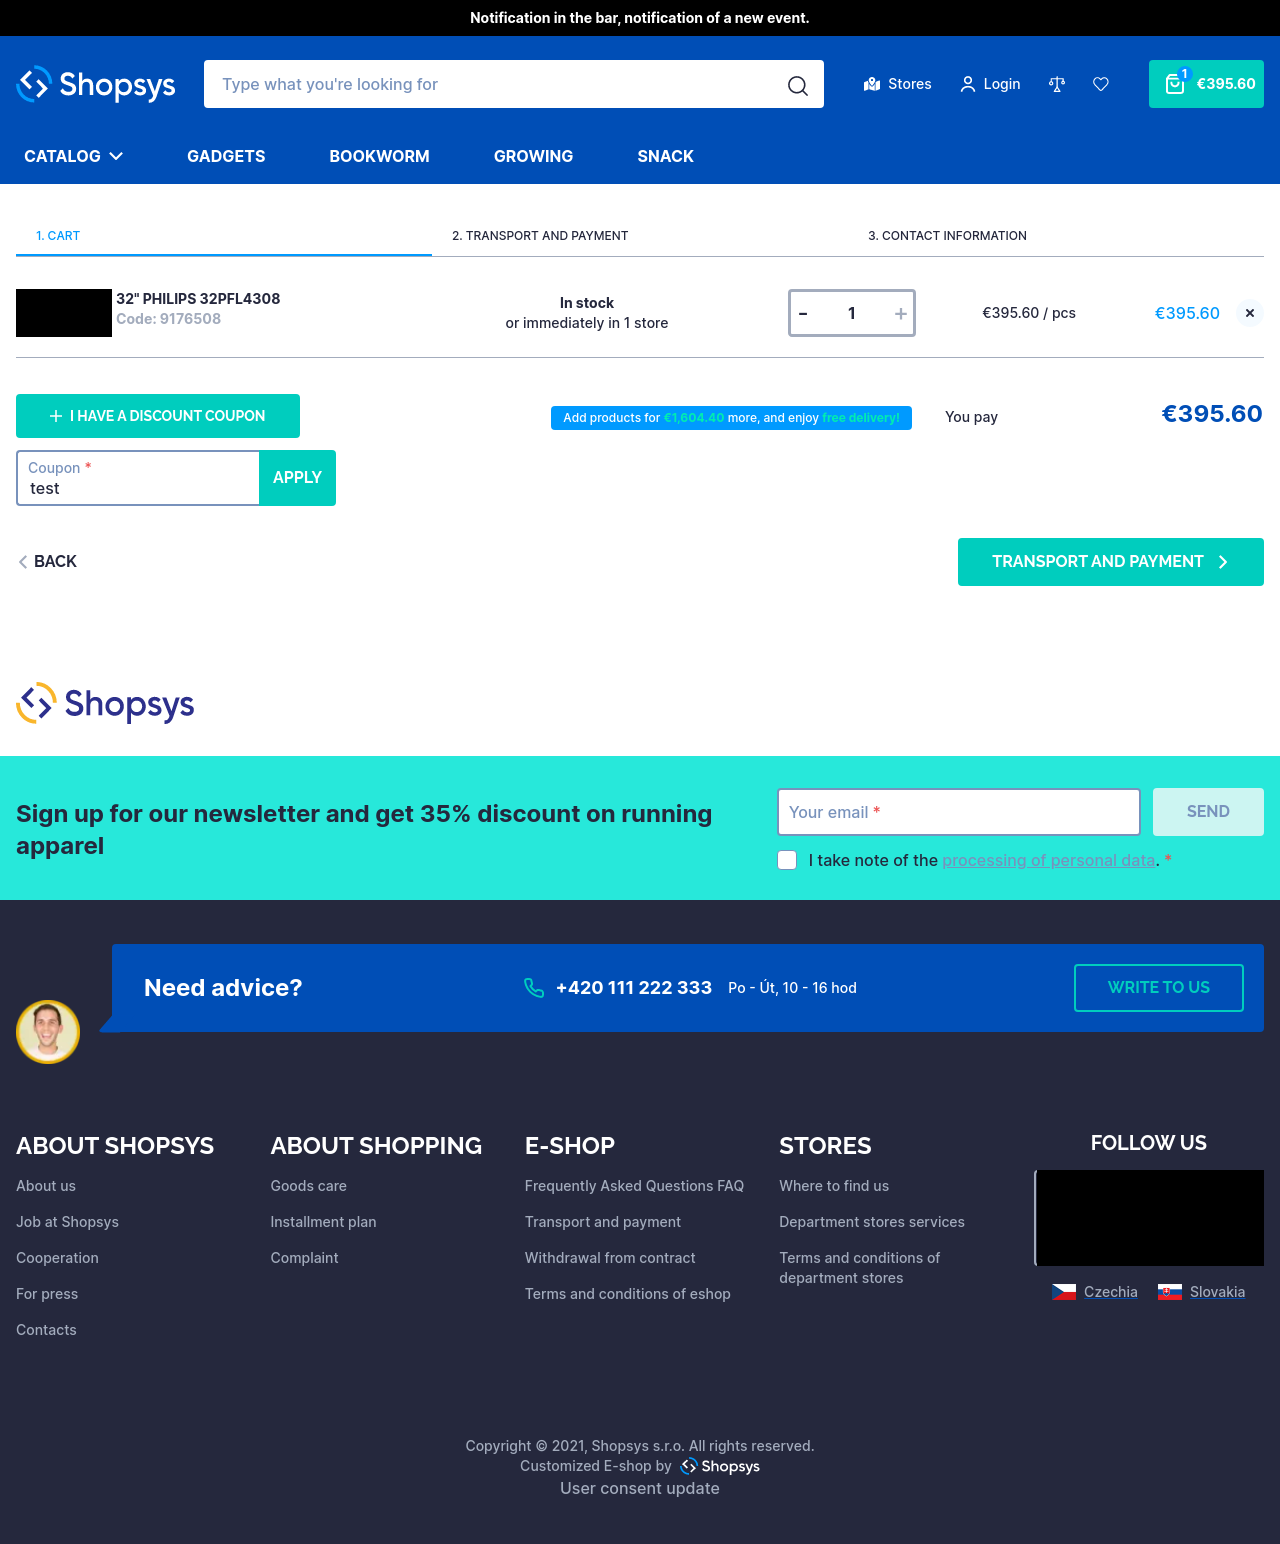 Notification in the bar, notification of a new event.
Shopsys
Type what you're looking for
Stores
Login
1
€395.60
CATALOG
GADGETS
BOOKWORM
GROWING
SNACK
1. CART
2. TRANSPORT AND PAYMENT
3. CONTACT INFORMATION
32" PHILIPS 32PFL4308
Code: 9176508
In stock
or immediately in 1 store
- 1 +
€395.60 / pcs
€395.60
I HAVE A DISCOUNT COUPON
Add products for €1,604.40 more, and enjoy free delivery!
You pay
€395.60
Coupon *
test
APPLY
BACK
TRANSPORT AND PAYMENT
Shopsys
Sign up for our newsletter and get 35% discount on running
apparel
Your email *
SEND
I take note of the processing of personal data. *
Need advice?
+420 111 222 333
Po - Út, 10 - 16 hod
WRITE TO US
ABOUT SHOPSYS
About us
Job at Shopsys
Cooperation
For press
Contacts
ABOUT SHOPPING
Goods care
Installment plan
Complaint
E-SHOP
Frequently Asked Questions FAQ
Transport and payment
Withdrawal from contract
Terms and conditions of eshop
STORES
Where to find us
Department stores services
Terms and conditions of
department stores
FOLLOW US
Czechia
Slovakia
Copyright © 2021, Shopsys s.r.o. All rights reserved.
Customized E-shop by Shopsys
User consent update